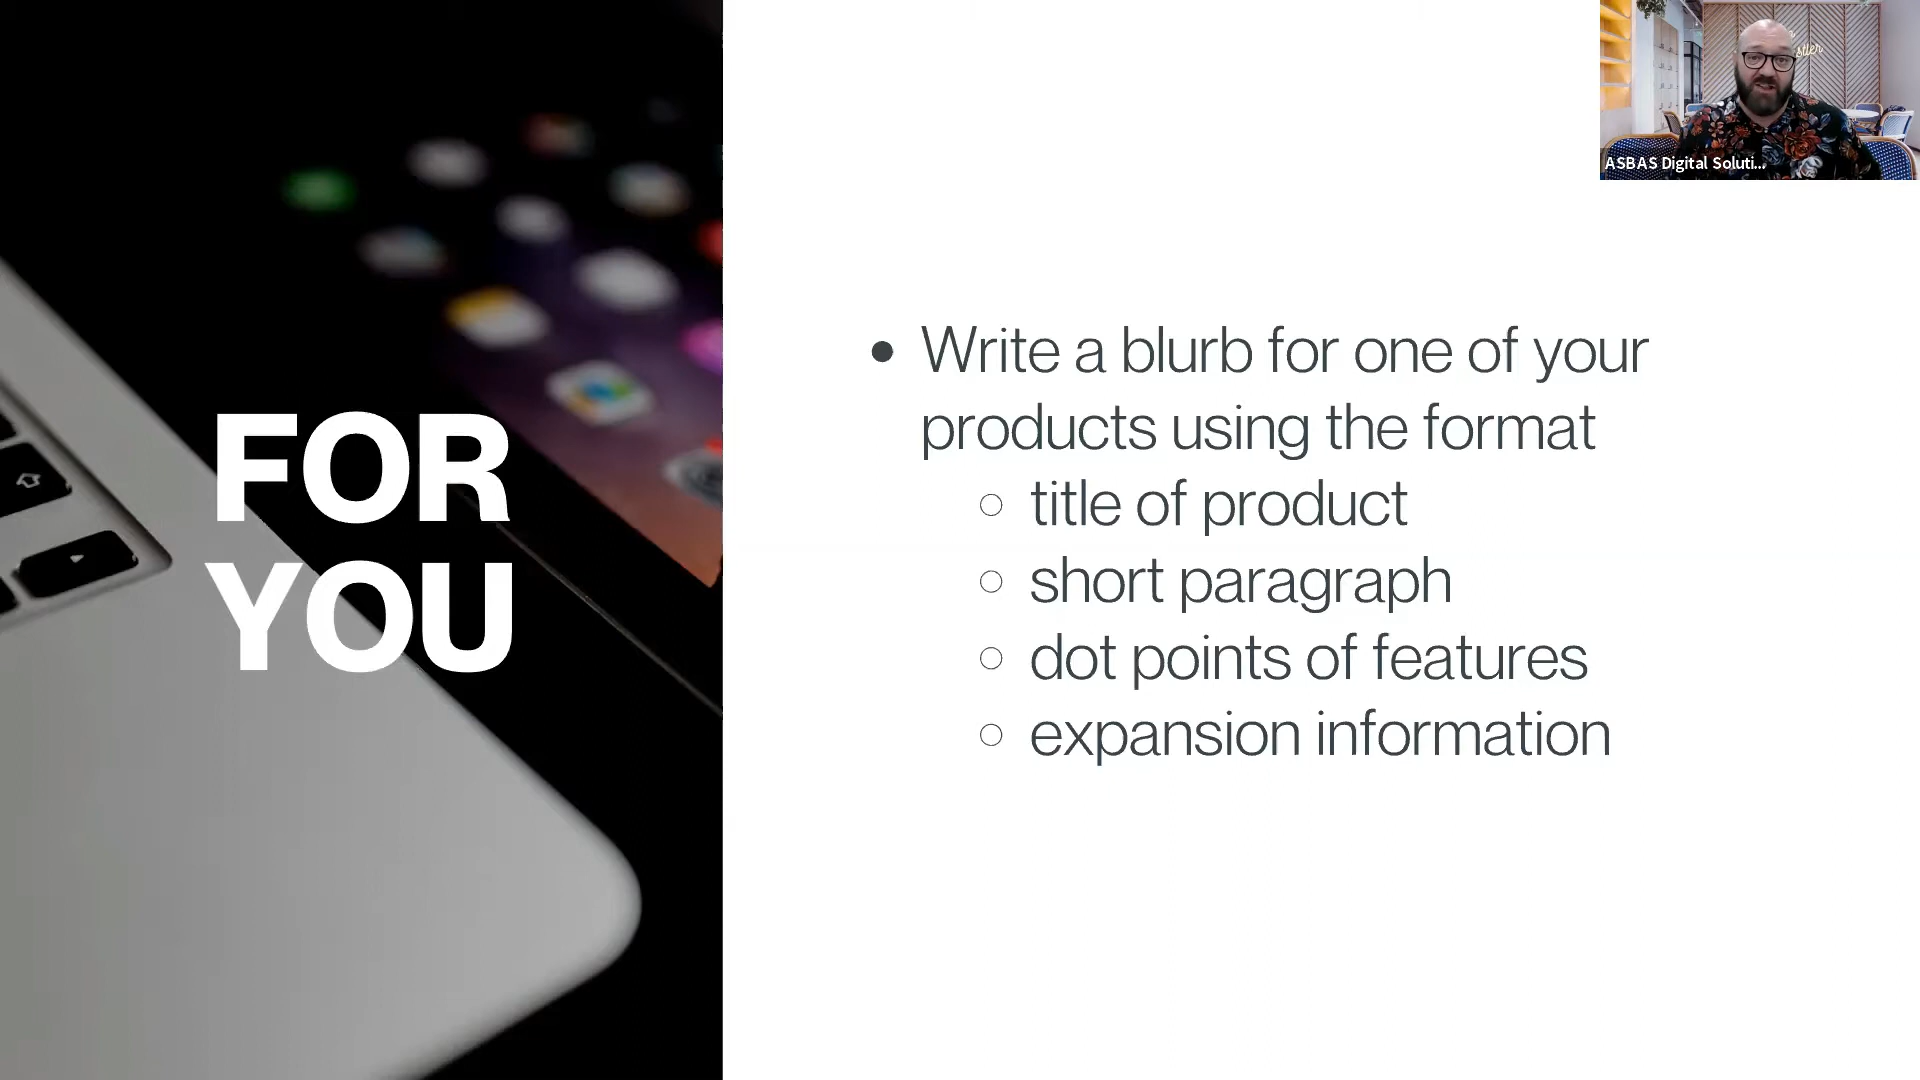 FOR
YOU
Write a blurb for one of your
products using the format
title of product
short paragraph
dot points of features
expansion information
ASBAS Digital Soluti...